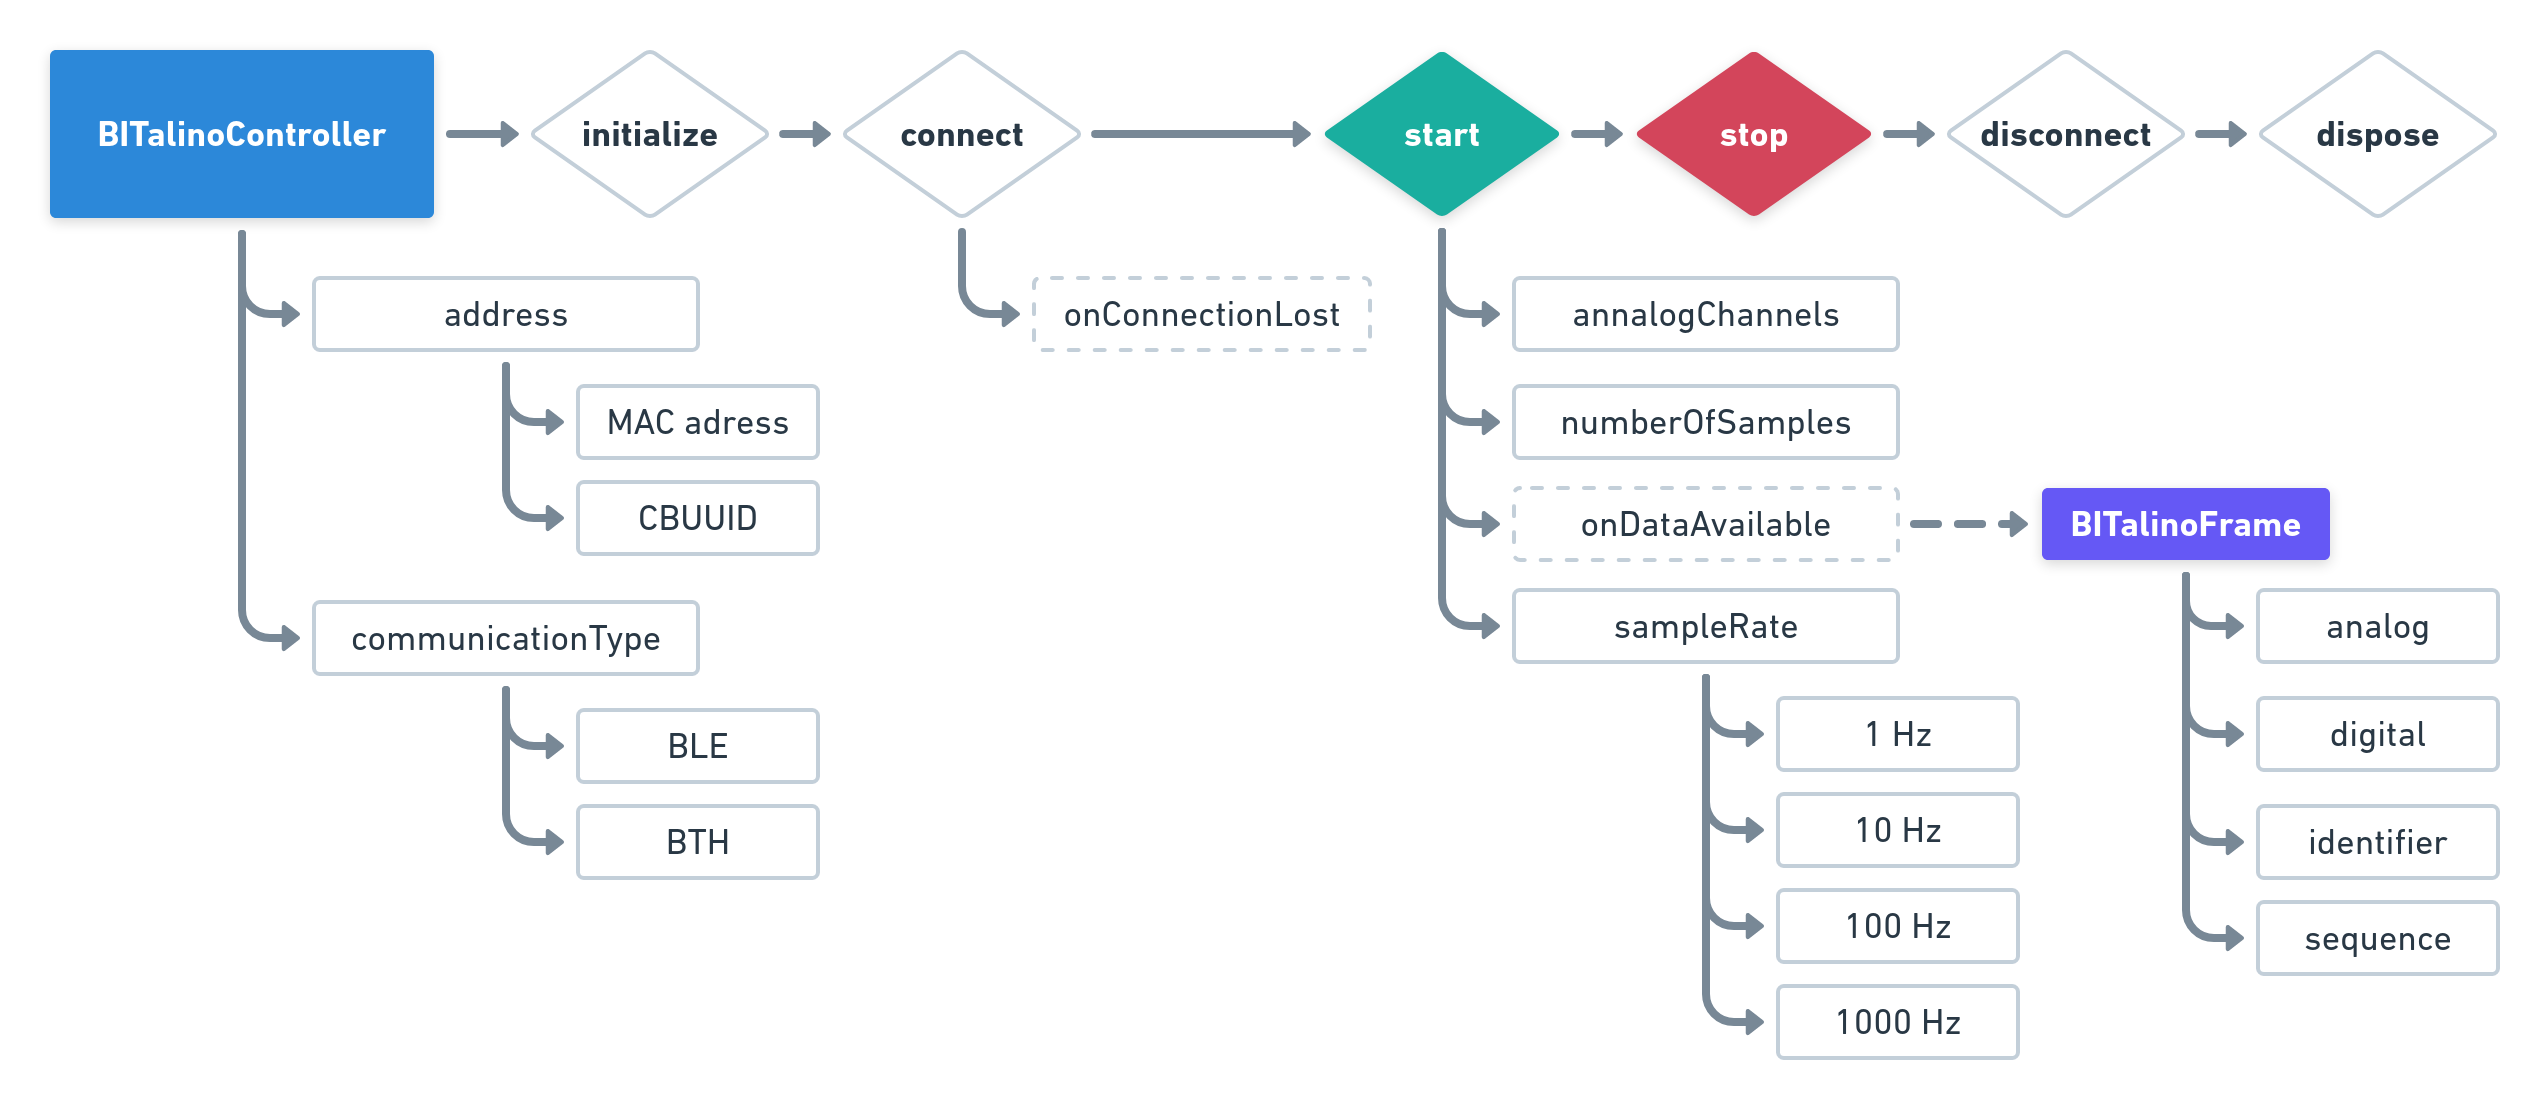 BITalinoController
initialize
connect
start
stop
disconnect
dispose
address
MAC adress
CBUUID
communicationType
BLE
BTH
onConnectionLost
annalogChannels
numberOfSamples
onDataAvailable
sampleRate
1 Hz
10 Hz
100 Hz
1000 Hz
BITalinoFrame
analog
digital
identifier
sequence